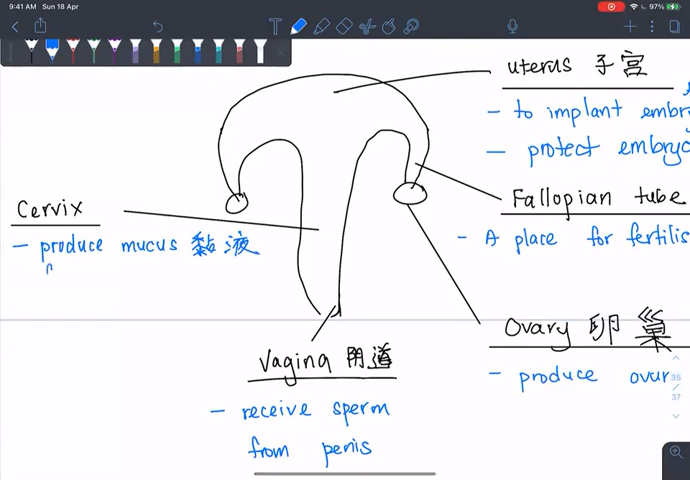 9:41 AM Sun 18 Apr
97%
uterus 子宫
- to implant embry
- protect embryo
Fallopian tube
- A place for fertilis
Cervix
- produce mucus 黏液
Ovary 卵巢
- produce ovur
35
/
37
Vagina 阴道
- receive sperm
from penis